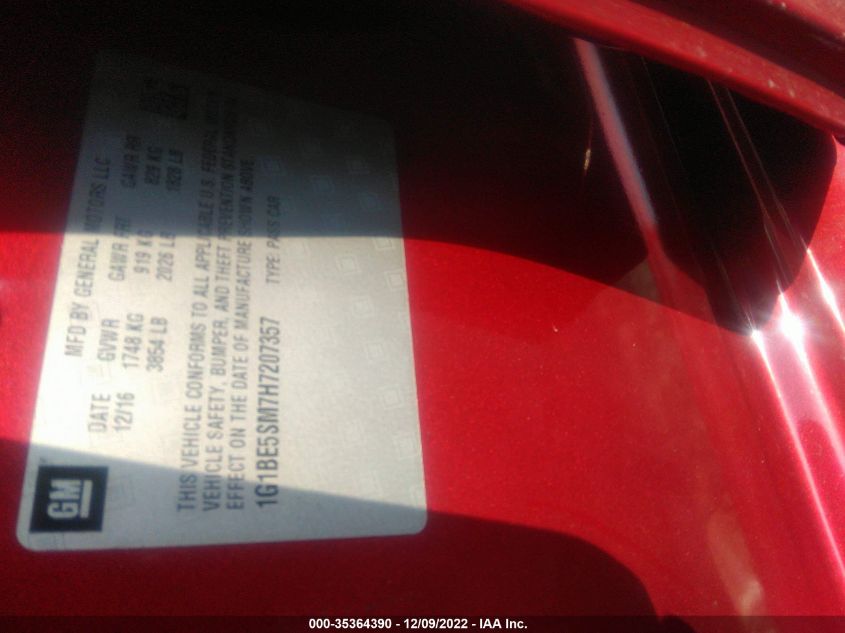 GM
MFD BY GENERAL MOTORS LLC
DATE GVWR GAWR FRT GAWR RR
12/16 1748 KG 919 KG 829 KG
3854 LB 2026 LB 1828 LB
THIS VEHICLE CONFORMS TO ALL APPLICABLE U.S. FEDERAL MOTOR
VEHICLE SAFETY, BUMPER, AND THEFT PREVENTION STANDARDS IN
EFFECT ON THE DATE OF MANUFACTURE SHOWN ABOVE.
1G1BE5SM7H7207357 TYPE: PASS CAR
000-35364390 - 12/09/2022 - IAA Inc.